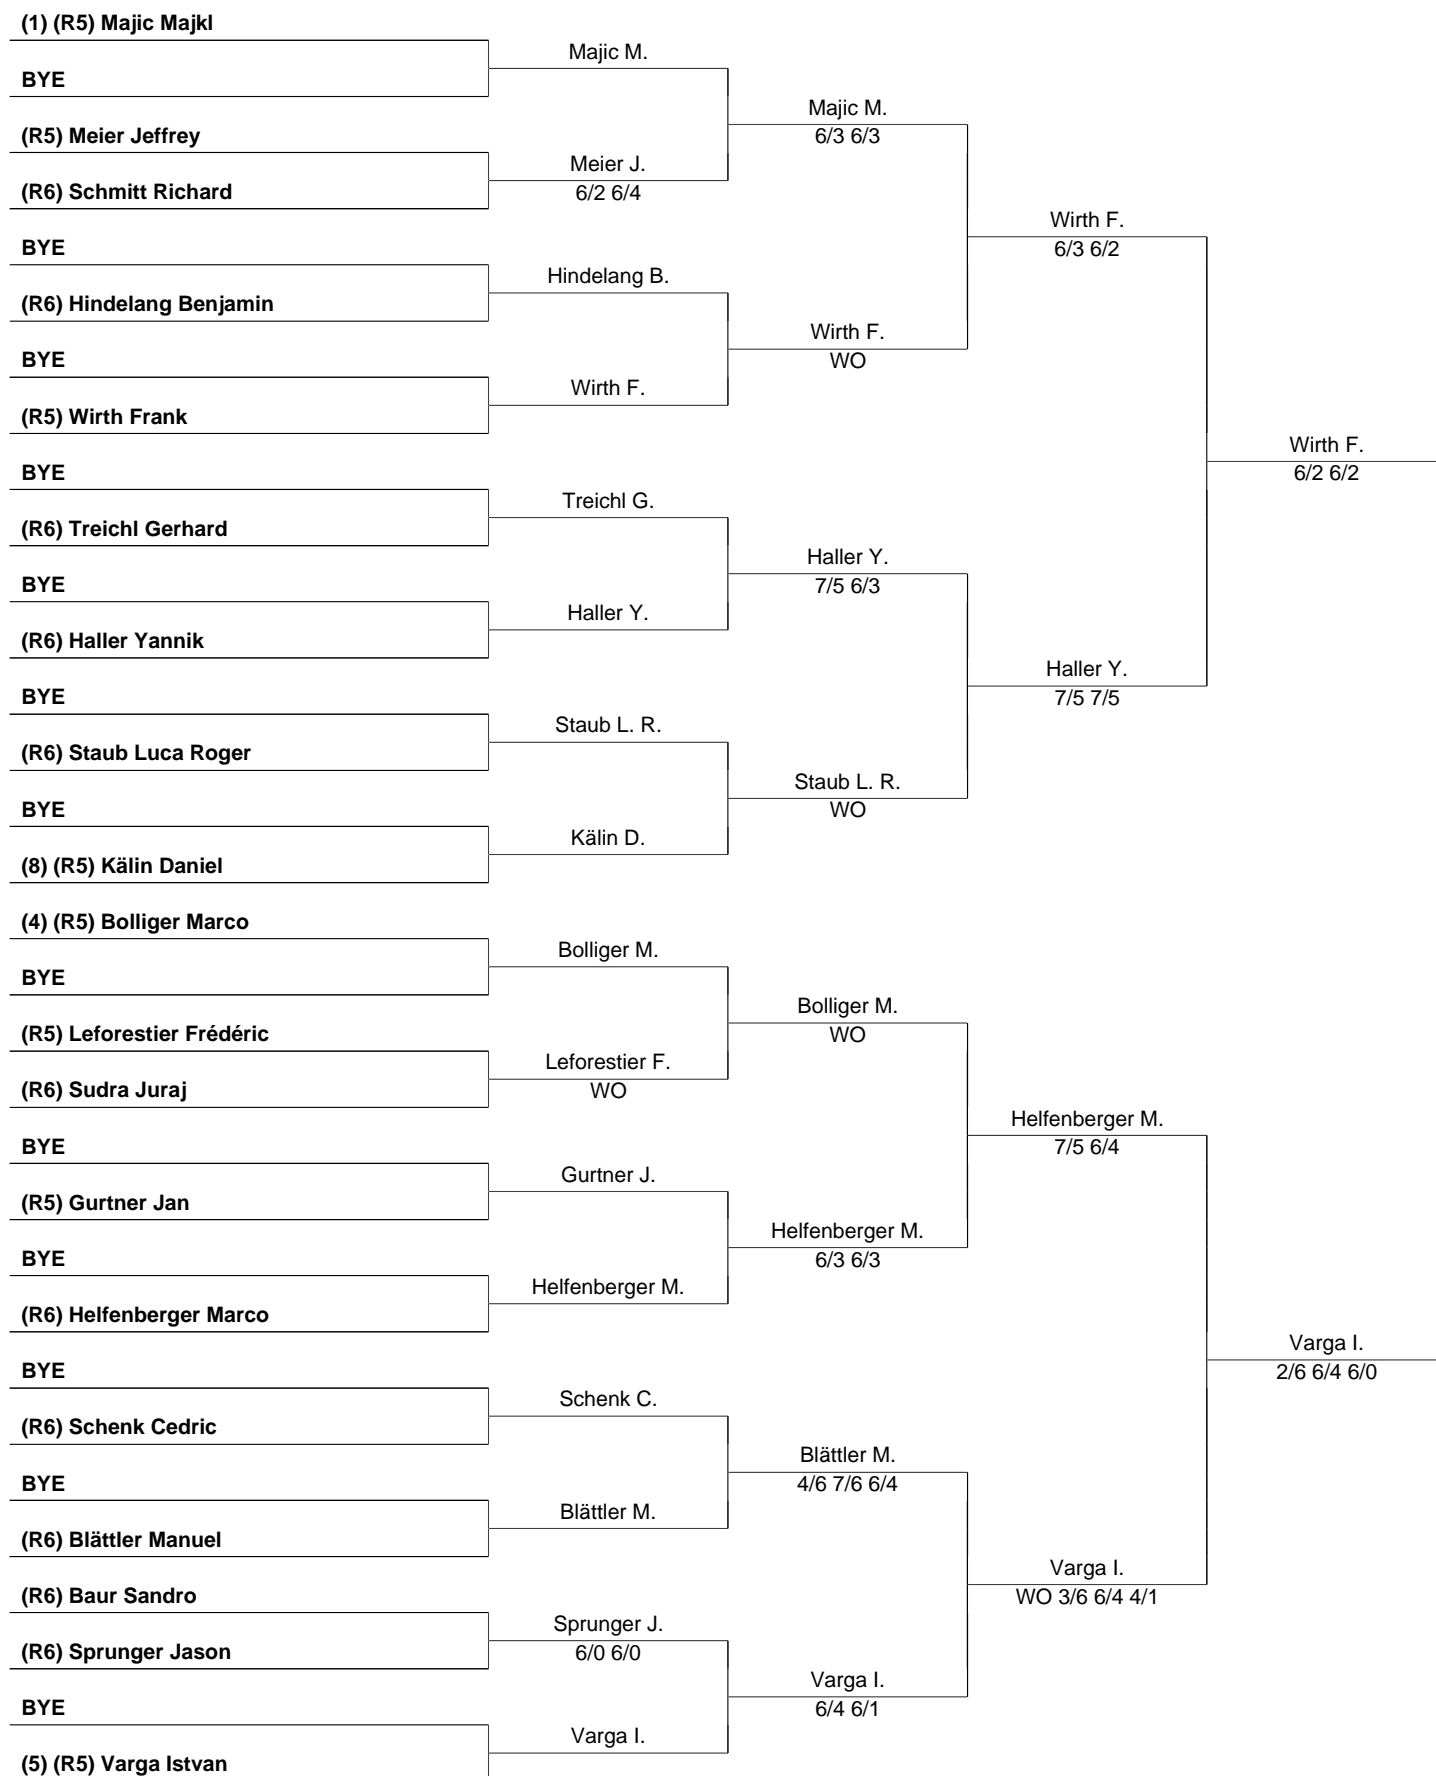 (1) (R5) Majic Majkl
BYE
(R5) Meier Jeffrey
(R6) Schmitt Richard
BYE
(R6) Hindelang Benjamin
BYE
(R5) Wirth Frank
BYE
(R6) Treichl Gerhard
BYE
(R6) Haller Yannik
BYE
(R6) Staub Luca Roger
BYE
(8) (R5) Kälin Daniel
(4) (R5) Bolliger Marco
BYE
(R5) Leforestier Frédéric
(R6) Sudra Juraj
BYE
(R5) Gurtner Jan
BYE
(R6) Helfenberger Marco
BYE
(R6) Schenk Cedric
BYE
(R6) Blättler Manuel
(R6) Baur Sandro
(R6) Sprunger Jason
BYE
(5) (R5) Varga Istvan
Majic M.
Meier J.
6/2 6/4
Hindelang B.
Wirth F.
Treichl G.
Haller Y.
Staub L. R.
Kälin D.
Bolliger M.
Leforestier F.
WO
Gurtner J.
Helfenberger M.
Schenk C.
Blättler M.
Sprunger J.
6/0 6/0
Varga I.
Majic M.
6/3 6/3
Wirth F.
WO
Haller Y.
7/5 6/3
Staub L. R.
WO
Bolliger M.
WO
Helfenberger M.
6/3 6/3
Blättler M.
4/6 7/6 6/4
Varga I.
6/4 6/1
Wirth F.
6/3 6/2
Haller Y.
7/5 7/5
Helfenberger M.
7/5 6/4
Varga I.
WO 3/6 6/4 4/1
Wirth F.
6/2 6/2
Varga I.
2/6 6/4 6/0